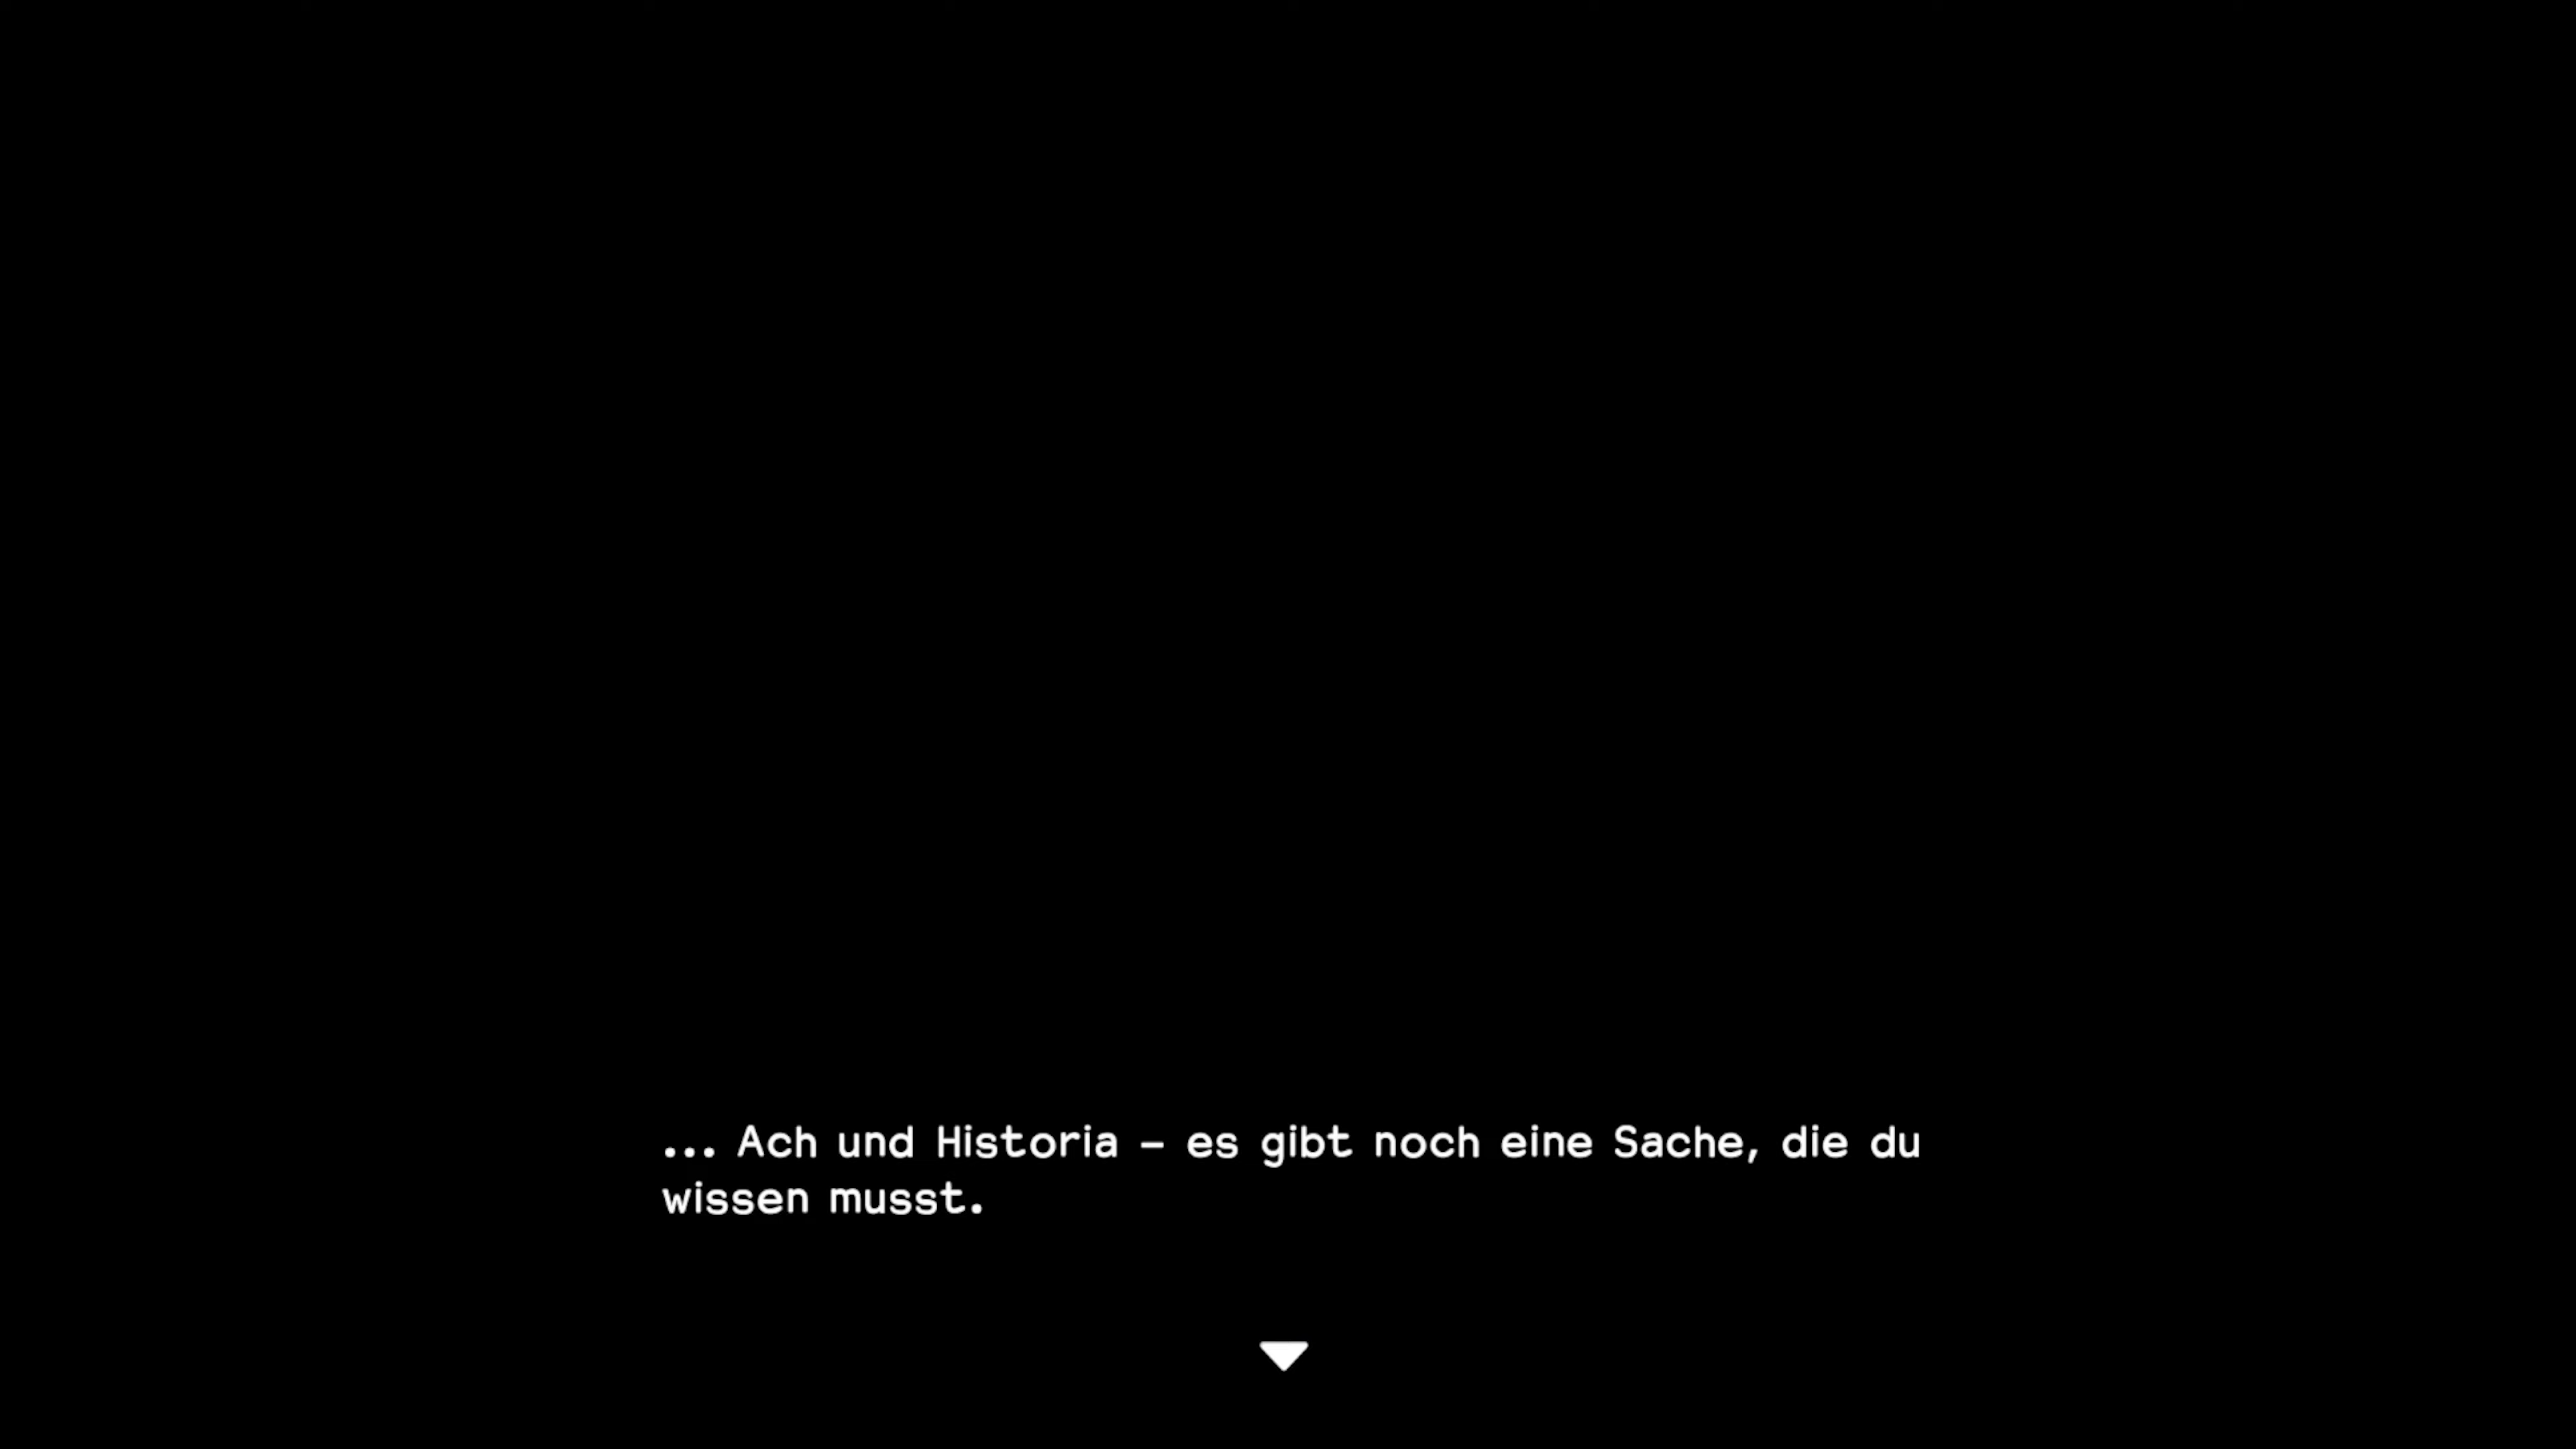 ... Ach und Historia – es gibt noch eine Sache, die du
wissen musst.